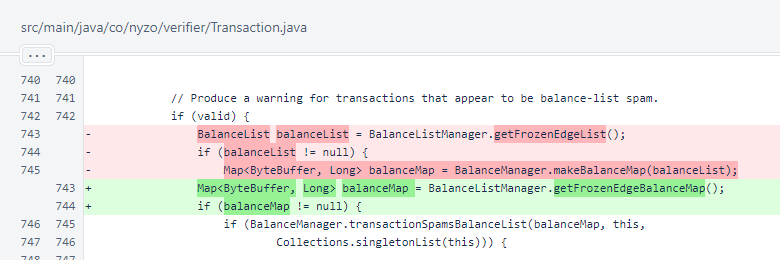 src/main/java/co/nyzo/verifier/Transaction.java
...
740 740
741 741 // Produce a warning for transactions that appear to be balance-list spam.
742 742 if (valid) {
743 - BalanceList balanceList = BalanceListManager.getFrozenEdgeList();
744 - if (balanceList != null) {
745 - Map<ByteBuffer, Long> balanceMap = BalanceManager.makeBalanceMap(balanceList);
743 + Map<ByteBuffer, Long> balanceMap = BalanceListManager.getFrozenEdgeBalanceMap();
744 + if (balanceMap != null) {
746 745 if (BalanceManager.transactionSpamsBalanceList(balanceMap, this,
747 746 Collections.singletonList(this))) {
748 747